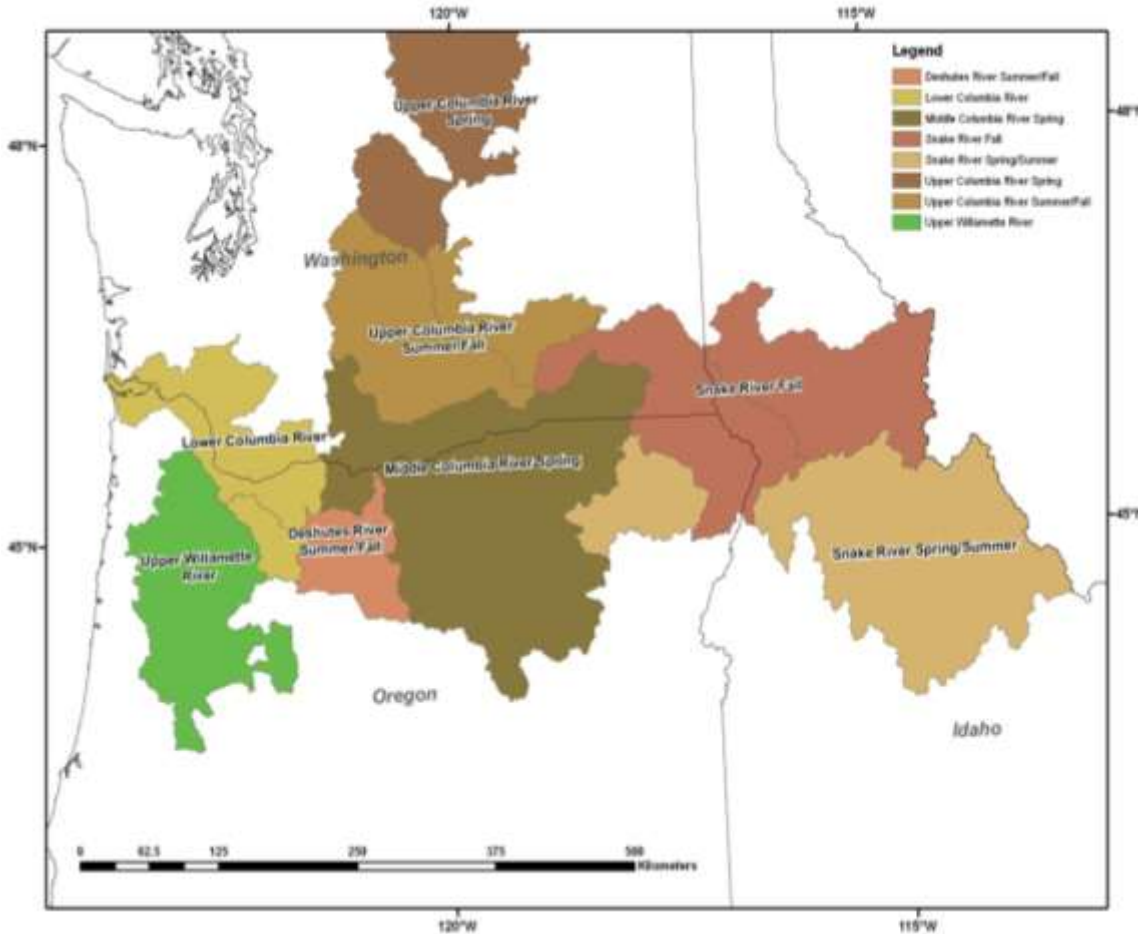 120°W
115°W
Legend
Deshutes River Summer/Fall
Lower Columbia River
Middle Columbia River Spring
Snake River Fall
Snake River Spring/Summer
Upper Columbia River Spring
Upper Columbia River Summer/Fall
Upper Willamette River
48°N
48°N
Upper Columbia River
Spring
Washington
Upper Columbia River
Summer/Fall
Snake River Fall
Lower Columbia River
Middle Columbia River Spring
Deshutes River
Summer/Fall
45°N
45°N
Upper Willamette
River
Snake River Spring/Summer
Oregon
Idaho
0 62.5 125 250 375 500
Kilometers
120°W
115°W